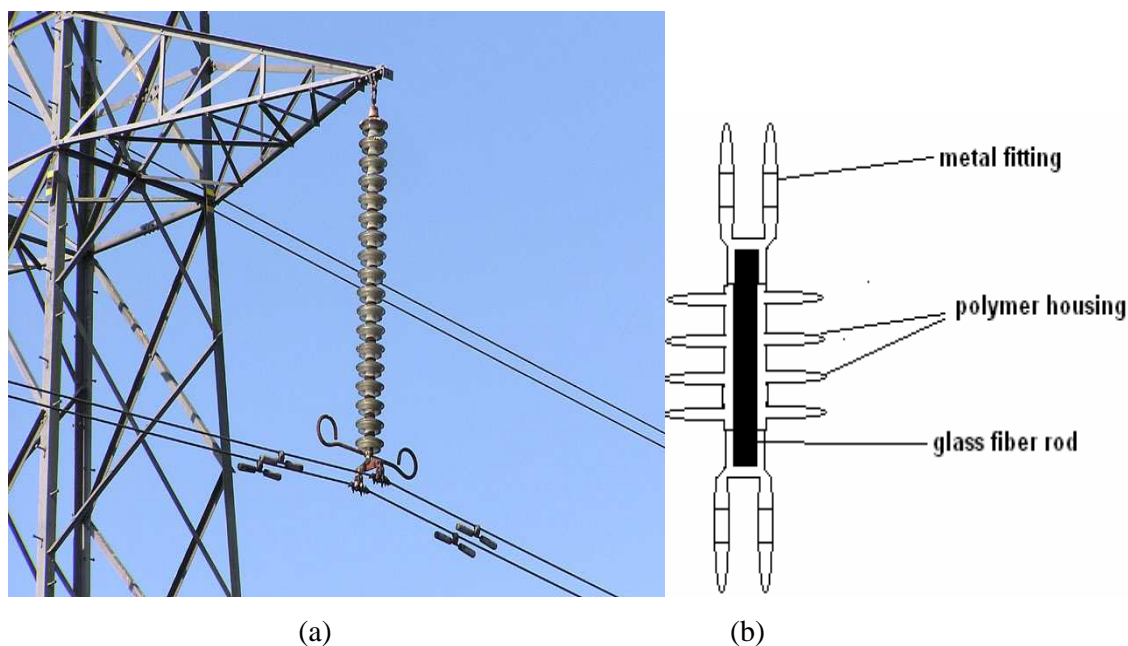 metal fitting
polymer housing
glass fiber rod
(a)
(b)